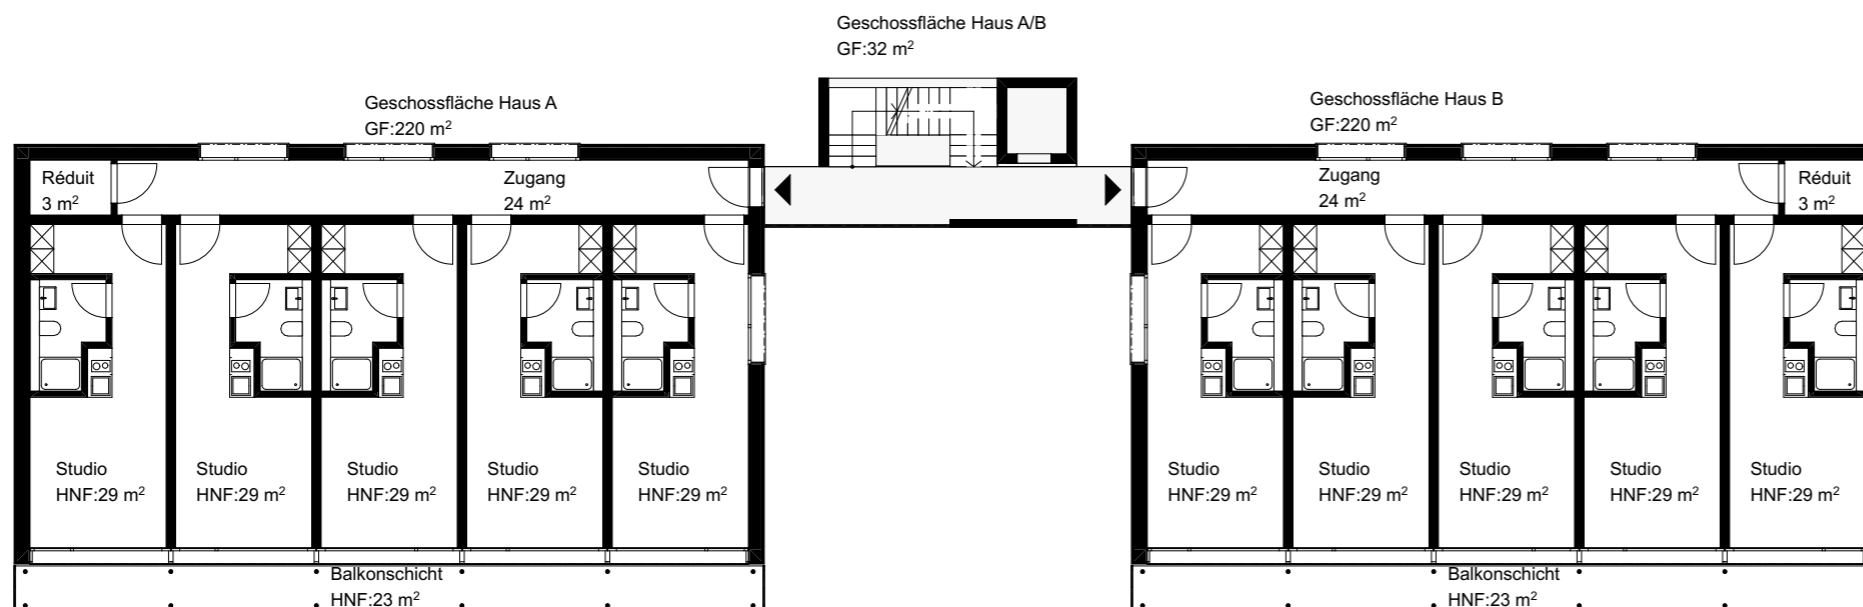 Geschossfläche Haus A/B
GF:32 m²
Geschossfläche Haus A
GF:220 m²
Geschossfläche Haus B
GF:220 m²
Réduit
3 m²
Zugang
24 m²
Zugang
24 m²
Réduit
3 m²
Studio
HNF:29 m²
Studio
HNF:29 m²
Studio
HNF:29 m²
Studio
HNF:29 m²
Studio
HNF:29 m²
Studio
HNF:29 m²
Studio
HNF:29 m²
Studio
HNF:29 m²
Studio
HNF:29 m²
Studio
HNF:29 m²
Balkonschicht
HNF:23 m²
Balkonschicht
HNF:23 m²